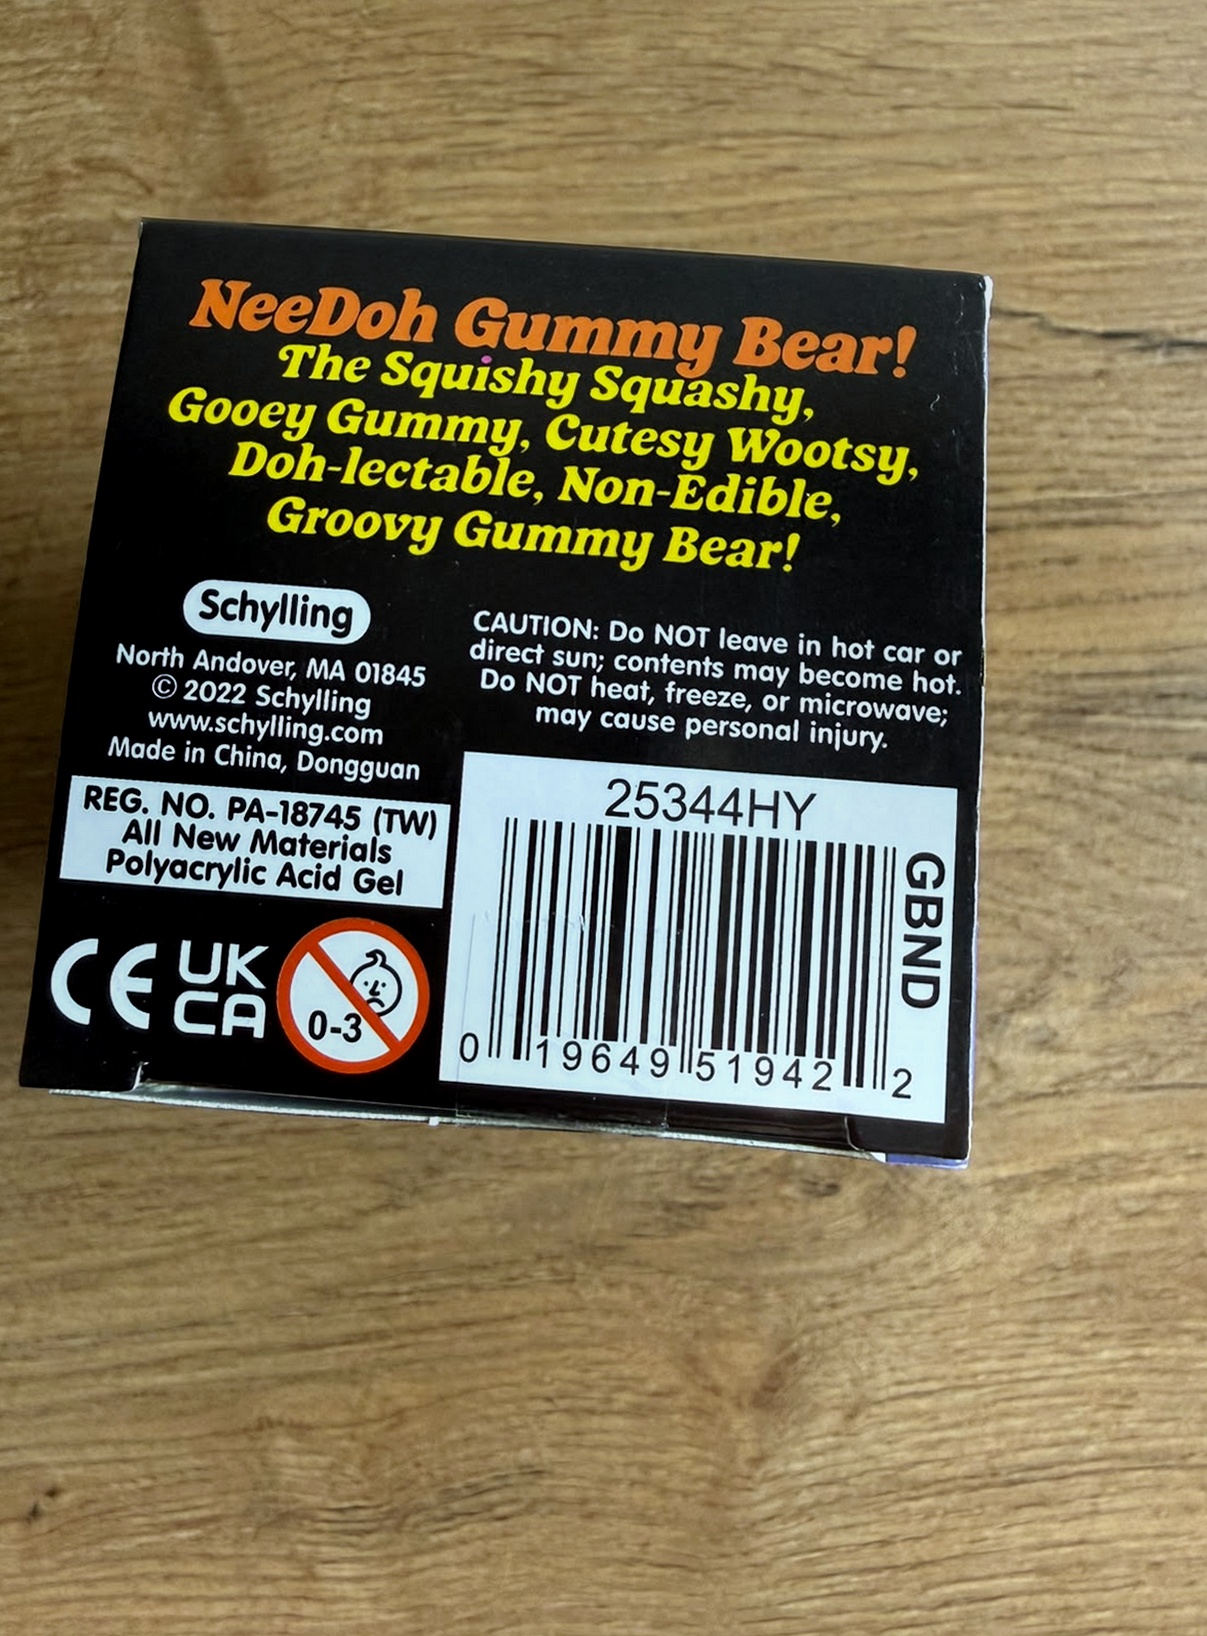 NeeDoh Gummy Bear!
The Squishy Squashy,
Gooey Gummy, Cutesy Wootsy,
Doh-lectable, Non-Edible,
Groovy Gummy Bear!
Schylling
North Andover, MA 01845
© 2022 Schylling
www.schylling.com
Made in China, Dongguan
REG. NO. PA-18745 (TW)
All New Materials
Polyacrylic Acid Gel
CE
UK
CA
0-3
CAUTION: Do NOT leave in hot car or
direct sun; contents may become hot.
Do NOT heat, freeze, or microwave;
may cause personal injury.
25344HY
GBND
0 19649 51942 2